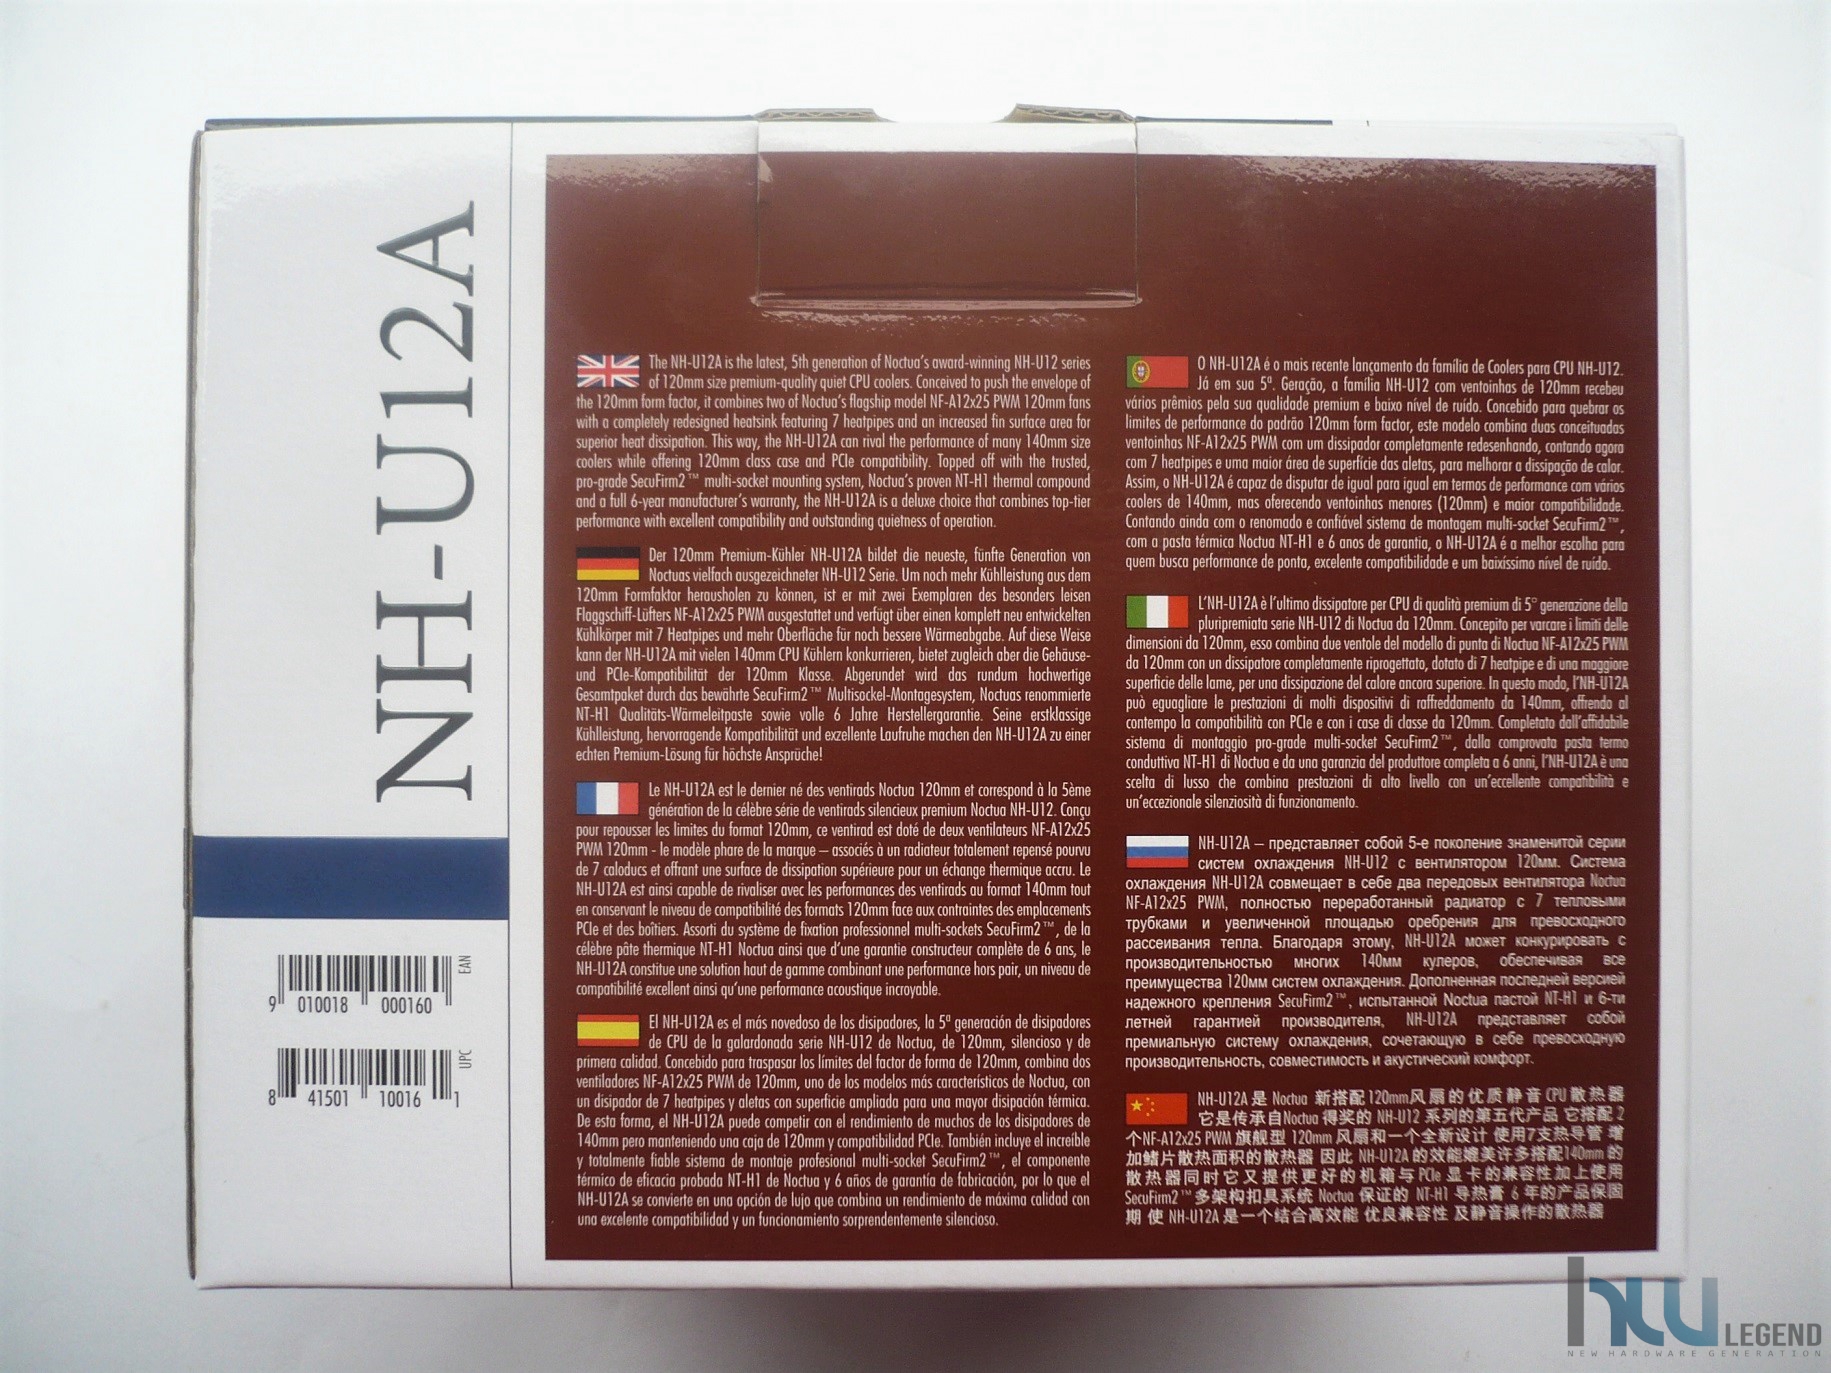 NH-U12A
EAN
9 010018 000160
UPC
8 41501 10016 1
The NH-U12A is the latest, 5th generation of Noctua's award-winning NH-U12 series
of 120mm size premium-quality quiet CPU coolers. Conceived to push the envelope of
the 120mm form factor, it combines two of Noctua's flagship model NF-A12x25 PWM 120mm fans
with a completely redesigned heatsink featuring 7 heatpipes and an increased fin surface area for
superior heat dissipation. This way, the NH-U12A can rival the performance of many 140mm size
coolers while offering 120mm class case and PCIe compatibility. Topped off with the trusted,
pro-grade SecuFirm2™ multi-socket mounting system, Noctua's proven NT-H1 thermal compound
and a full 6-year manufacturer's warranty, the NH-U12A is a deluxe choice that combines top-tier
performance with excellent compatibility and outstanding quietness of operation.
Der 120mm Premium-Kühler NH-U12A bildet die neueste, fünfte Generation von
Noctuas vielfach ausgezeichneter NH-U12 Serie. Um noch mehr Kühlleistung aus dem
120mm Formfaktor herausholen zu können, ist er mit zwei Exemplaren des besonders leisen
Flaggschiff-Lüfters NF-A12x25 PWM ausgestattet und verfügt über einen komplett neu entwickelten
Kühlkörper mit 7 Heatpipes und mehr Oberfläche für noch bessere Wärmeabgabe. Auf diese Weise
kann der NH-U12A mit vielen 140mm CPU Kühlern konkurrieren, bietet zugleich aber die Gehäuse-
und PCIe-Kompatibilität der 120mm Klasse. Abgerundet wird das rundum hochwertige
Gesamtpaket durch das bewährte SecuFirm2™ Multisockel-Montagesystem, Noctuas renommierte
NT-H1 Qualitäts-Wärmeleitpaste sowie volle 6 Jahre Herstellergarantie. Seine erstklassige
Kühlleistung, hervorragende Kompatibilität und exzellente Laufruhe machen den NH-U12A zu einer
echten Premium-Lösung für höchste Ansprüche!
Le NH-U12A est le dernier né des ventirads Noctua 120mm et correspond à la 5ème
génération de la célèbre série de ventirads silencieux premium Noctua NH-U12. Conçu
pour repousser les limites du format 120mm, ce ventirad est doté de deux ventilateurs NF-A12x25
PWM 120mm - le modèle phare de la marque – associés à un radiateur totalement repensé pourvu
de 7 caloducs et offrant une surface de dissipation supérieure pour un échange thermique accru. Le
NH-U12A est ainsi capable de rivaliser avec les performances des ventirads au format 140mm tout
en conservant le niveau de compatibilité des formats 120mm face aux contraintes des emplacements
PCIe et des boîtiers. Assorti du système de fixation professionnel multi-sockets SecuFirm2™, de la
célèbre pâte thermique NT-H1 Noctua ainsi que d'une garantie constructeur complète de 6 ans, le
NH-U12A constitue une solution haut de gamme combinant une performance hors pair, un niveau de
compatibilité excellent ainsi qu'une performance acoustique incroyable.
El NH-U12A es el más novedoso de los disipadores, la 5ª generación de disipadores
de CPU de la galardonada serie NH-U12 de Noctua, de 120mm, silencioso y de
primera calidad. Concebido para traspasar los límites del factor de forma de 120mm, combina dos
ventiladores NF-A12x25 PWM de 120mm, uno de los modelos más característicos de Noctua, con
un disipador de 7 heatpipes y aletas con superficie ampliada para una mayor disipación térmica.
De esta forma, el NH-U12A puede competir con el rendimiento de muchos de los disipadores de
140mm pero manteniendo una caja de 120mm y compatibilidad PCIe. También incluye el increíble
y totalmente fiable sistema de montaje profesional multi-socket SecuFirm2™, el componente
térmico de eficacia probada NT-H1 de Noctua y 6 años de garantía de fabricación, por lo que el
NH-U12A se convierte en una opción de lujo que combina un rendimiento de máxima calidad con
una excelente compatibilidad y un funcionamiento sorprendentemente silencioso.
O NH-U12A é o mais recente lançamento da família de Coolers para CPU NH-U12.
Já em sua 5ª. Geração, a família NH-U12 com ventoinhas de 120mm recebeu
vários prêmios pela sua qualidade premium e baixo nível de ruído. Concebido para quebrar os
limites de performance do padrão 120mm form factor, este modelo combina duas conceituadas
ventoinhas NF-A12x25 PWM com um dissipador completamente redesenhando, contando agora
com 7 heatpipes e uma maior área de superfície das aletas, para melhorar a dissipação de calor.
Assim, o NH-U12A é capaz de disputar de igual para igual em termos de performance com vários
coolers de 140mm, mas oferecendo ventoinhas menores (120mm) e maior compatibilidade.
Contando ainda com o renomado e confiável sistema de montagem multi-socket SecuFirm2™,
com a pasta térmica Noctua NT-H1 e 6 anos de garantia, o NH-U12A é a melhor escolha para
quem busca performance de ponta, excelente compatibilidade e um baixíssimo nível de ruído.
L'NH-U12A è l'ultimo dissipatore per CPU di qualità premium di 5° generazione della
pluripremiata serie NH-U12 di Noctua da 120mm. Concepito per varcare i limiti delle
dimensioni da 120mm, esso combina due ventole del modello di punta di Noctua NF-A12x25 PWM
da 120mm con un dissipatore completamente riprogettato, dotato di 7 heatpipe e di una maggiore
superficie delle lame, per una dissipazione del calore ancora superiore. In questo modo, l'NH-U12A
può eguagliare le prestazioni di molti dispositivi di raffreddamento da 140mm, offrendo al
contempo la compatibilità con PCIe e con i case di classe da 120mm. Completato dall'affidabile
sistema di montaggio pro-grade multi-socket SecuFirm2™, dalla comprovata pasta termo
conduttiva NT-H1 di Noctua e da una garanzia del produttore completa a 6 anni, l'NH-U12A è una
scelta di lusso che combina prestazioni di alto livello con un'eccellente compatibilità e
un'eccezionale silenziosità di funzionamento.
NH-U12A – представляет собой 5-е поколение знаменитой серии
систем охлаждения NH-U12 с вентилятором 120мм. Система
охлаждения NH-U12A совмещает в себе два передовых вентилятора Noctua
NF-A12x25 PWM, полностью переработанный радиатор с 7 тепловыми
трубками и увеличенной площадью оребрения для превосходного
рассеивания тепла. Благодаря этому, NH-U12A может конкурировать с
производительностью многих 140мм кулеров, обеспечивая все
преимущества 120мм систем охлаждения. Дополненная последней версией
надежного крепления SecuFirm2™, испытанной Noctua пастой NT-H1 и 6-ти
летней гарантией производителя, NH-U12A представляет собой
премиальную систему охлаждения, сочетающую в себе превосходную
производительность, совместимость и акустический комфорт.
NH-U12A 是 Noctua 新搭配120mm风扇的优质静音 CPU 散热器
它是传承自Noctua 得奖的 NH-U12 系列的第五代产品 它搭配 2
个NF-A12x25 PWM 旗舰型 120mm 风扇和一个全新设计 使用7支热导管 增
加鳍片散热面积的散热器 因此 NH-U12A 的效能媲美许多搭配140mm 的
散热器同时它又提供更好的机箱与 PCIe 显卡的兼容性加上使用
SecuFirm2™多架构扣具系统 Noctua 保证的 NT-H1 导热膏 6 年的产品保固
期 使 NH-U12A 是一个结合高效能 优良兼容性 及静音操作的散热器
hw LEGEND
NEW HARDWARE GENERATION